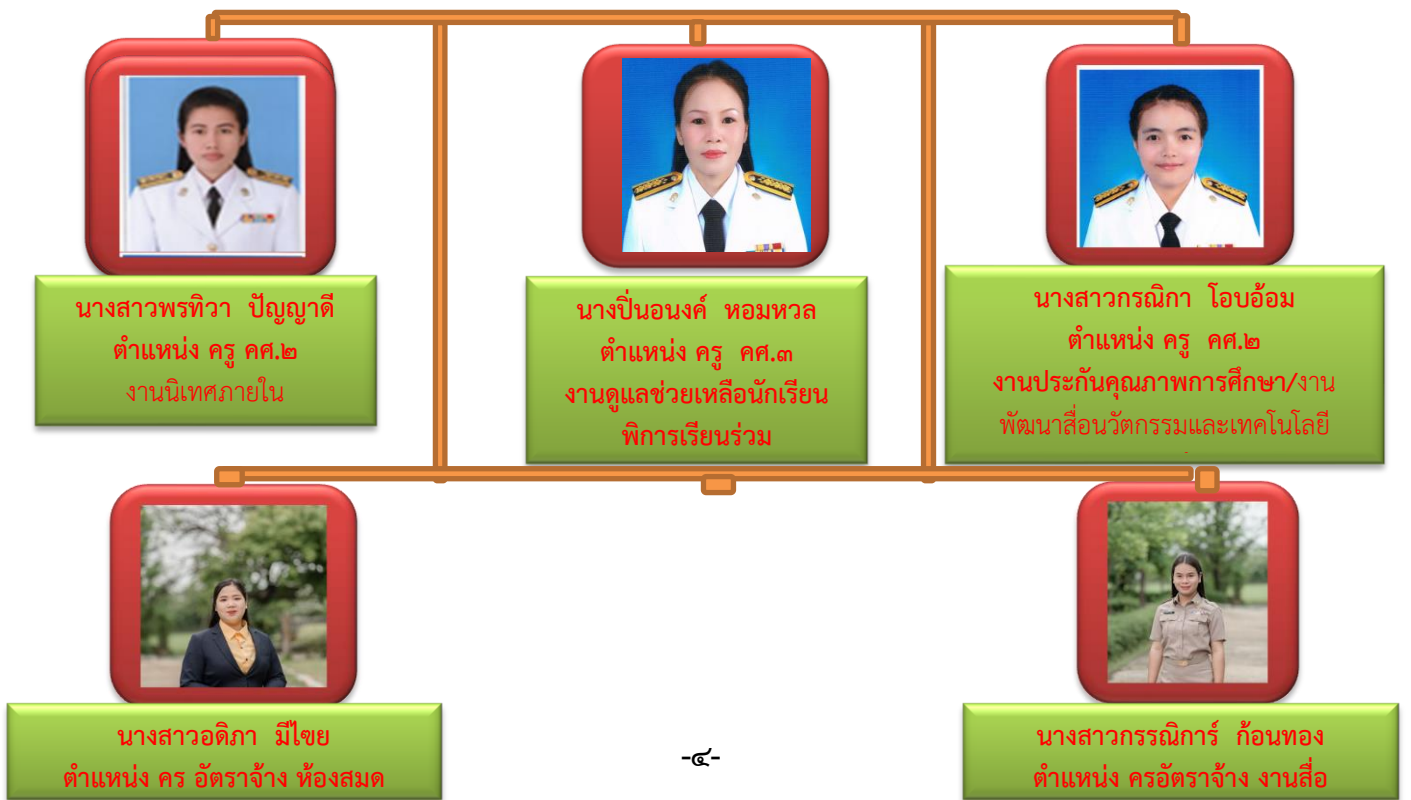 นางสาวพรทิวา ปัญญาดี
ตำแหน่ง ครู คศ.๒
งานนิเทศภายใน
นางปิ่นอนงค์ หอมหวล
ตำแหน่ง ครู คศ.๓
งานดูแลช่วยเหลือนักเรียน
พิการเรียนร่วม
นางสาวกรณิกา โอบอ้อม
ตำแหน่ง ครู คศ.๒
งานประกันคุณภาพการศึกษา/งาน
พัฒนาสื่อนวัตกรรมและเทคโนโลยี
นางสาวอดิภา มีไฃย
ตำแหน่ง คร อัตราจ้าง ห้องสมด
นางสาวกรรณิการ์ ก้อนทอง
ตำแหน่ง ครอัตราจ้าง งานสื่อ
-๔-